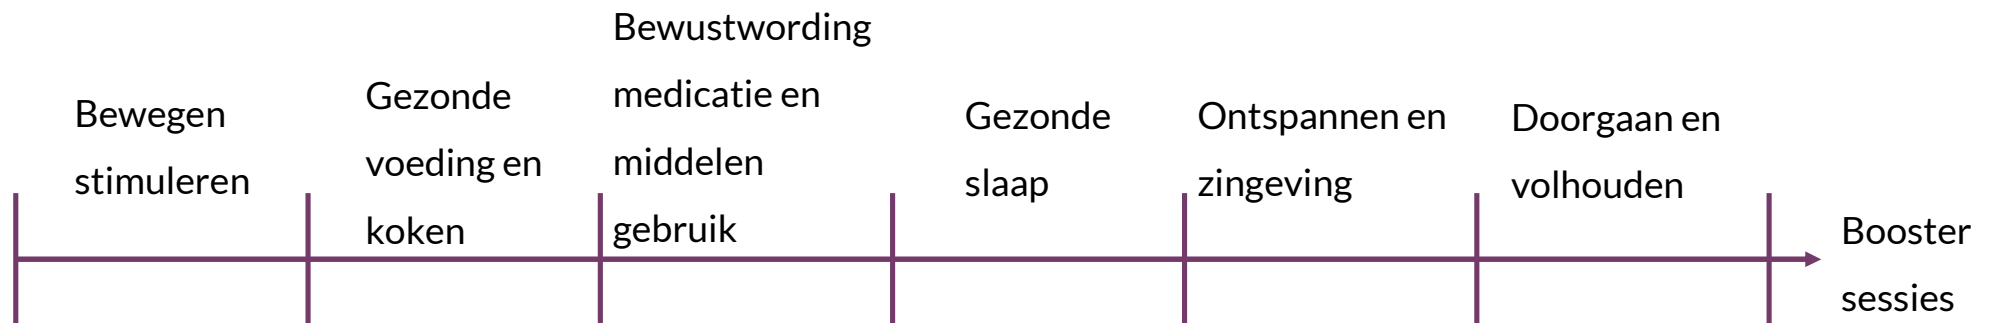 Bewegen
stimuleren
Gezonde
voeding en
koken
Bewustwording
medicatie en
middelen
gebruik
Gezonde
slaap
Ontspannen en
zingeving
Doorgaan en
volhouden
Booster
sessies